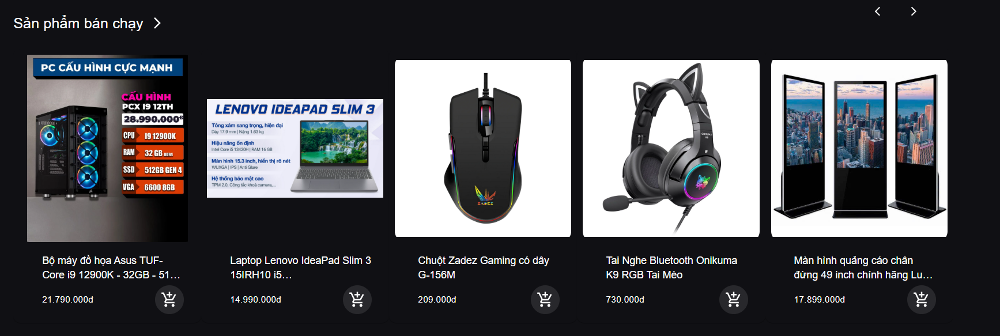 Sản phẩm bán chạy
PC CẤU HÌNH CỰC MẠNH
CẤU HÌNH
PCX I9 12TH
28.990.000Đ
CPU I9 12900K
RAM 32 GB DDR4
SSD 512GB GEN 4
VGA 6600 8GB
LENOVO IDEAPAD SLIM 3
Tông xám sang trọng, hiện đại
Dày 17.9 mm | Nặng 1.63 kg
Hiệu năng ổn định
Intel Core i5 13420H | RAM 16 GB
Màn hình 15.3 inch, hiển thị rõ nét
WUXGA | IPS | Anti Glare
Hệ thống bảo mật cao
TPM 2.0, Công tắc khoá camera,...
ZADEZ
ONIKUMA
K9
Bộ máy đồ họa Asus TUF-
Core i9 12900K - 32GB - 51...
21.790.000đ
Laptop Lenovo IdeaPad Slim 3
15IRH10 i5...
14.990.000đ
Chuột Zadez Gaming có dây
G-156M
209.000đ
Tai Nghe Bluetooth Onikuma
K9 RGB Tai Mèo
730.000đ
Màn hình quảng cáo chân
đứng 49 inch chính hãng Lu...
17.899.000đ